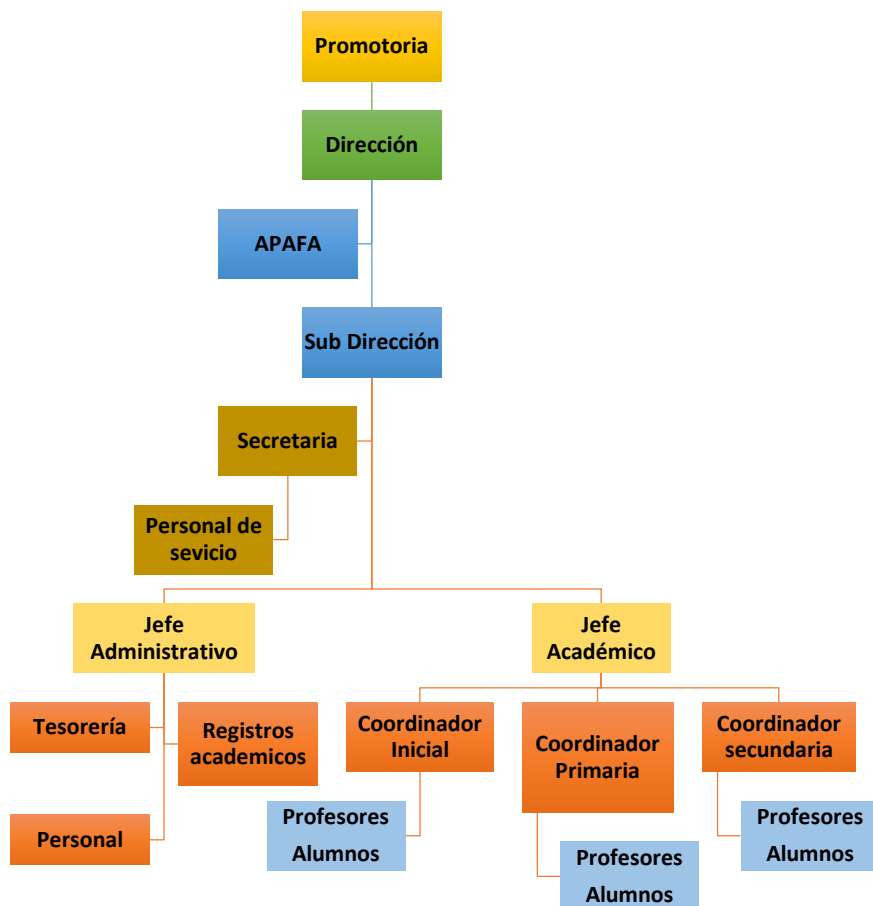 Promotoria
Dirección
APAFA
Sub Dirección
Secretaria
Personal de
sevicio
Jefe
Administrativo
Jefe
Académico
Tesorería
Registros
academicos
Personal
Coordinador
Inicial
Coordinador
Primaria
Coordinador
secundaria
Profesores
Alumnos
Profesores
Alumnos
Profesores
Alumnos